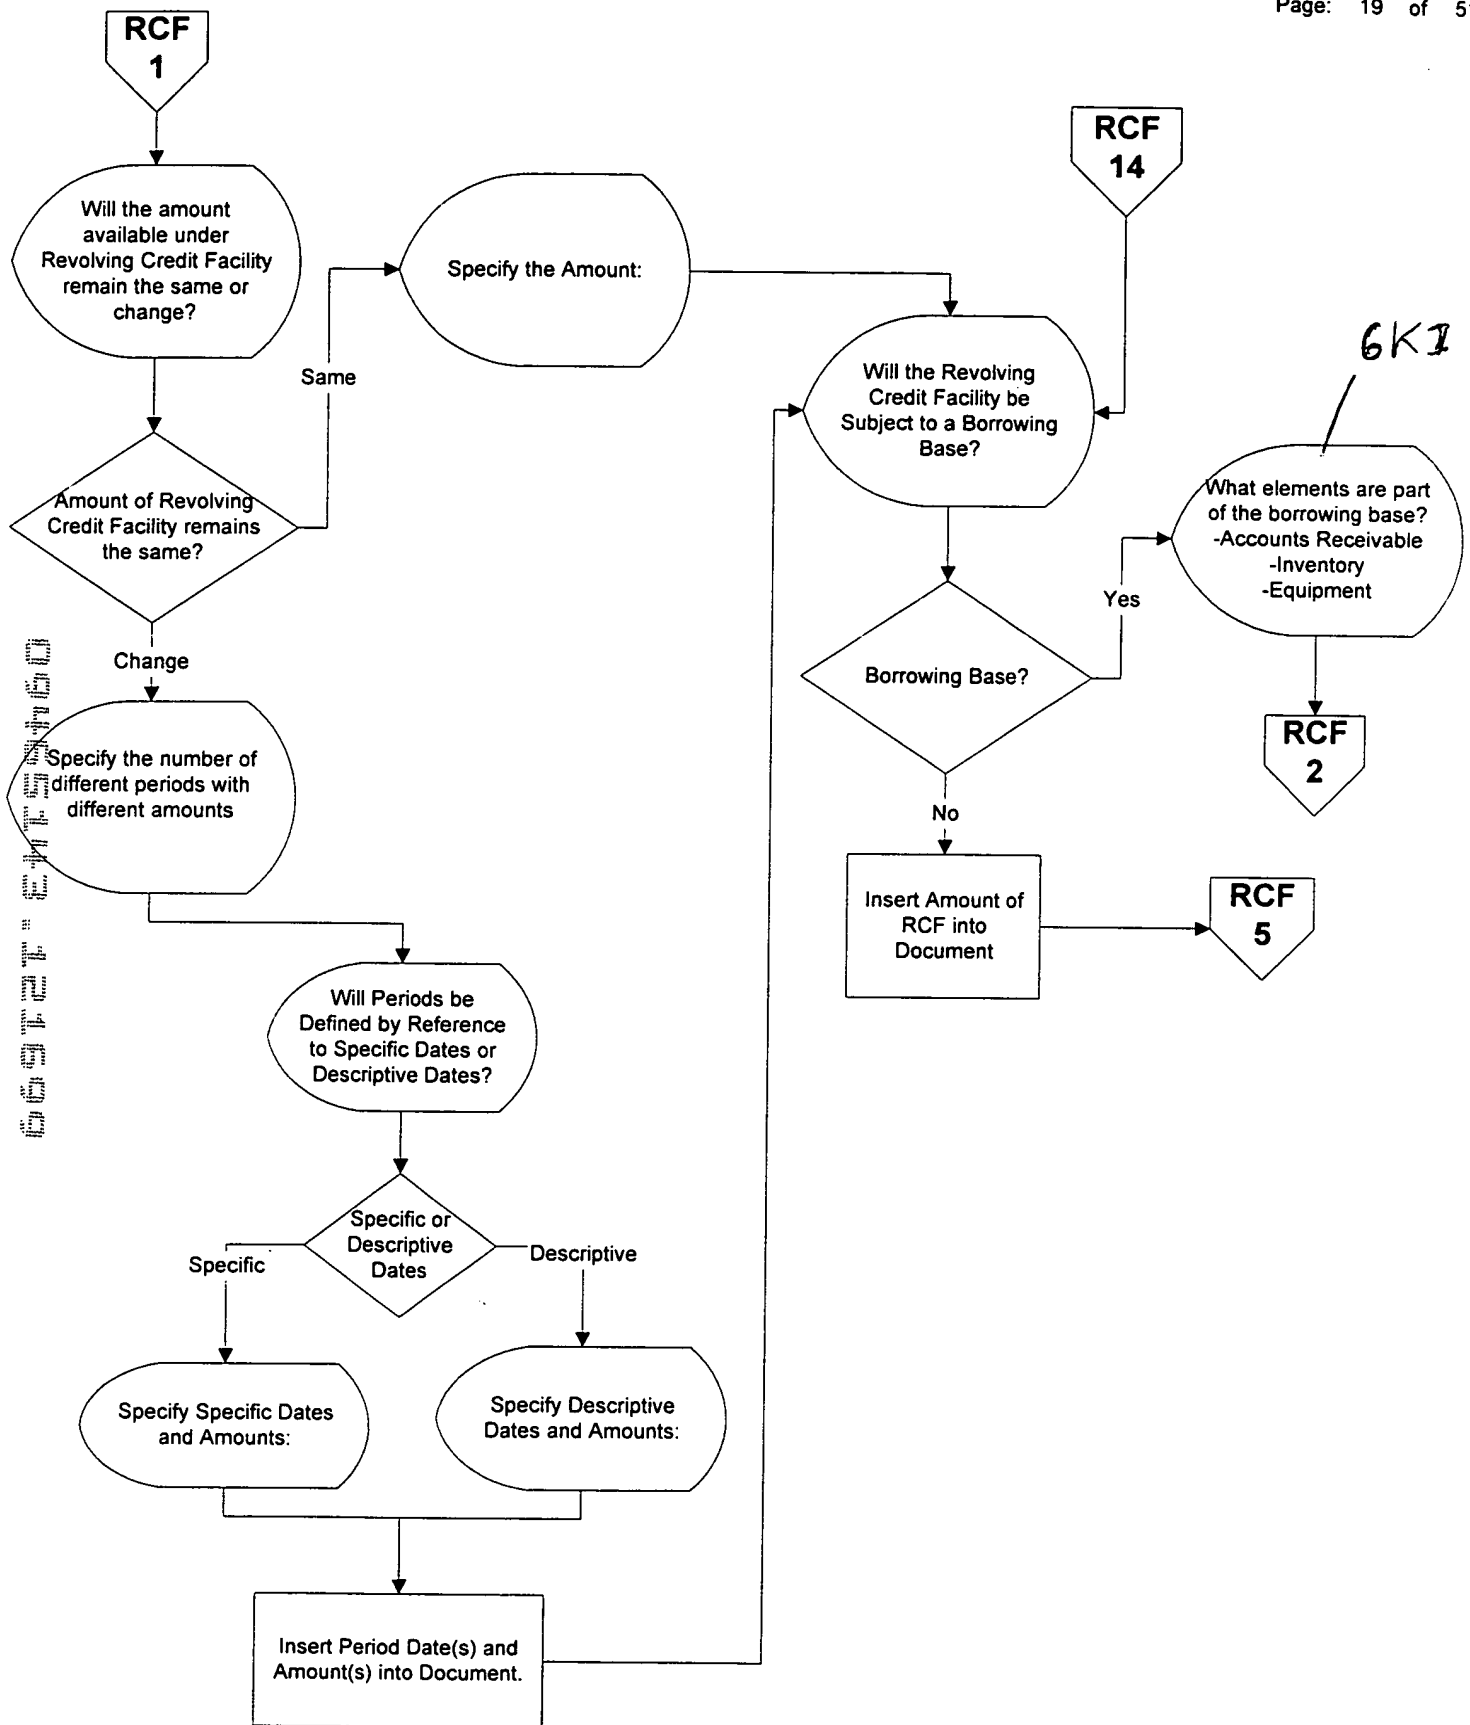 Page: 19 of 5
RCF
1
RCF
14
Will the amount
available under
Revolving Credit Facility
remain the same or
change?
Specify the Amount:
Same
Will the Revolving
Credit Facility be
Subject to a Borrowing
Base?
6KI
What elements are part
of the borrowing base?
-Accounts Receivable
-Inventory
-Equipment
Amount of Revolving
Credit Facility remains
the same?
Yes
Change
Borrowing Base?
RCF
2
Specify the number of
different periods with
different amounts
No
Insert Amount of
RCF into
Document
RCF
5
Will Periods be
Defined by Reference
to Specific Dates or
Descriptive Dates?
Specific or
Descriptive
Dates
Specific
Descriptive
Specify Specific Dates
and Amounts:
Specify Descriptive
Dates and Amounts:
Insert Period Date(s) and
Amount(s) into Document.